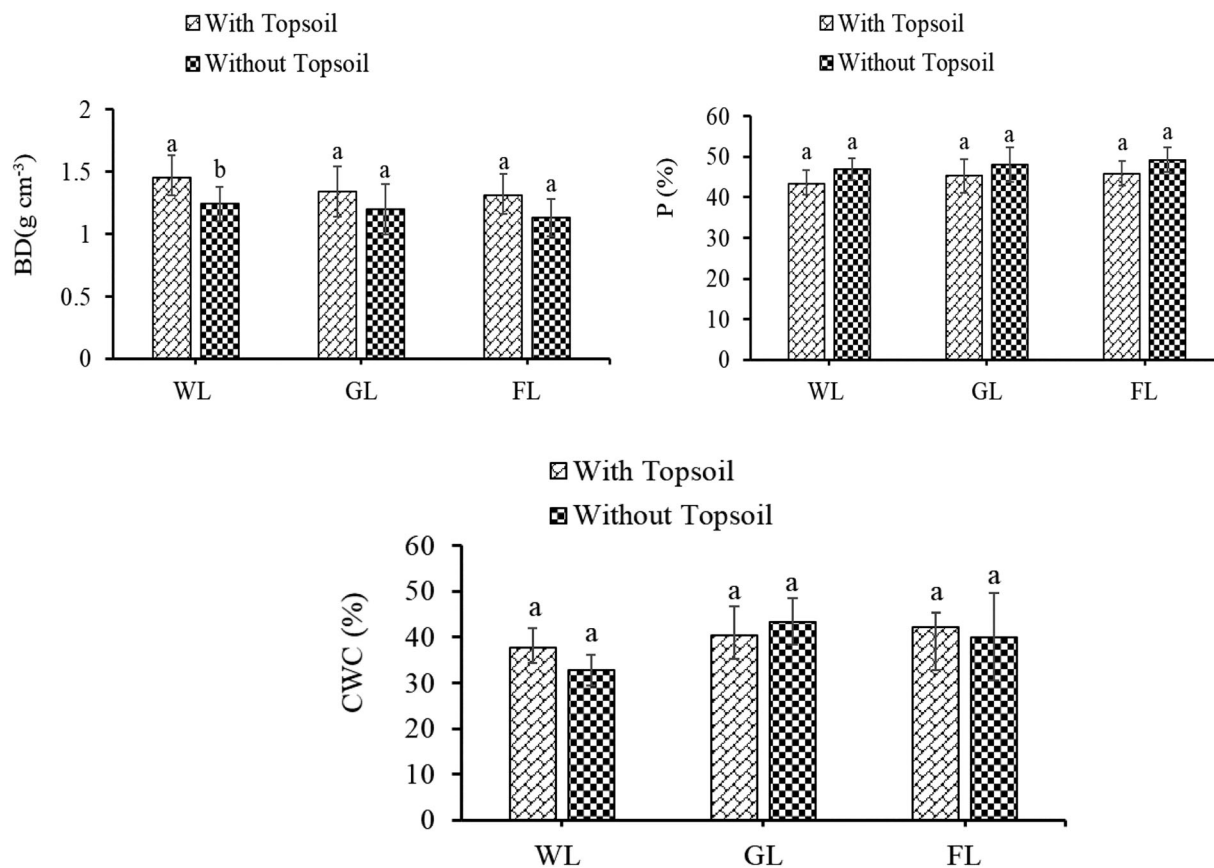 With Topsoil
Without Topsoil
2
1.5
1
0.5
0
BD(g cm⁻³)
a
b
a
a
a
a
WL
GL
FL
With Topsoil
Without Topsoil
60
50
40
30
20
10
0
P (%)
a
a
a
a
a
a
WL
GL
FL
With Topsoil
Without Topsoil
60
50
40
30
20
10
0
CWC (%)
a
a
a
a
a
a
WL
GL
FL